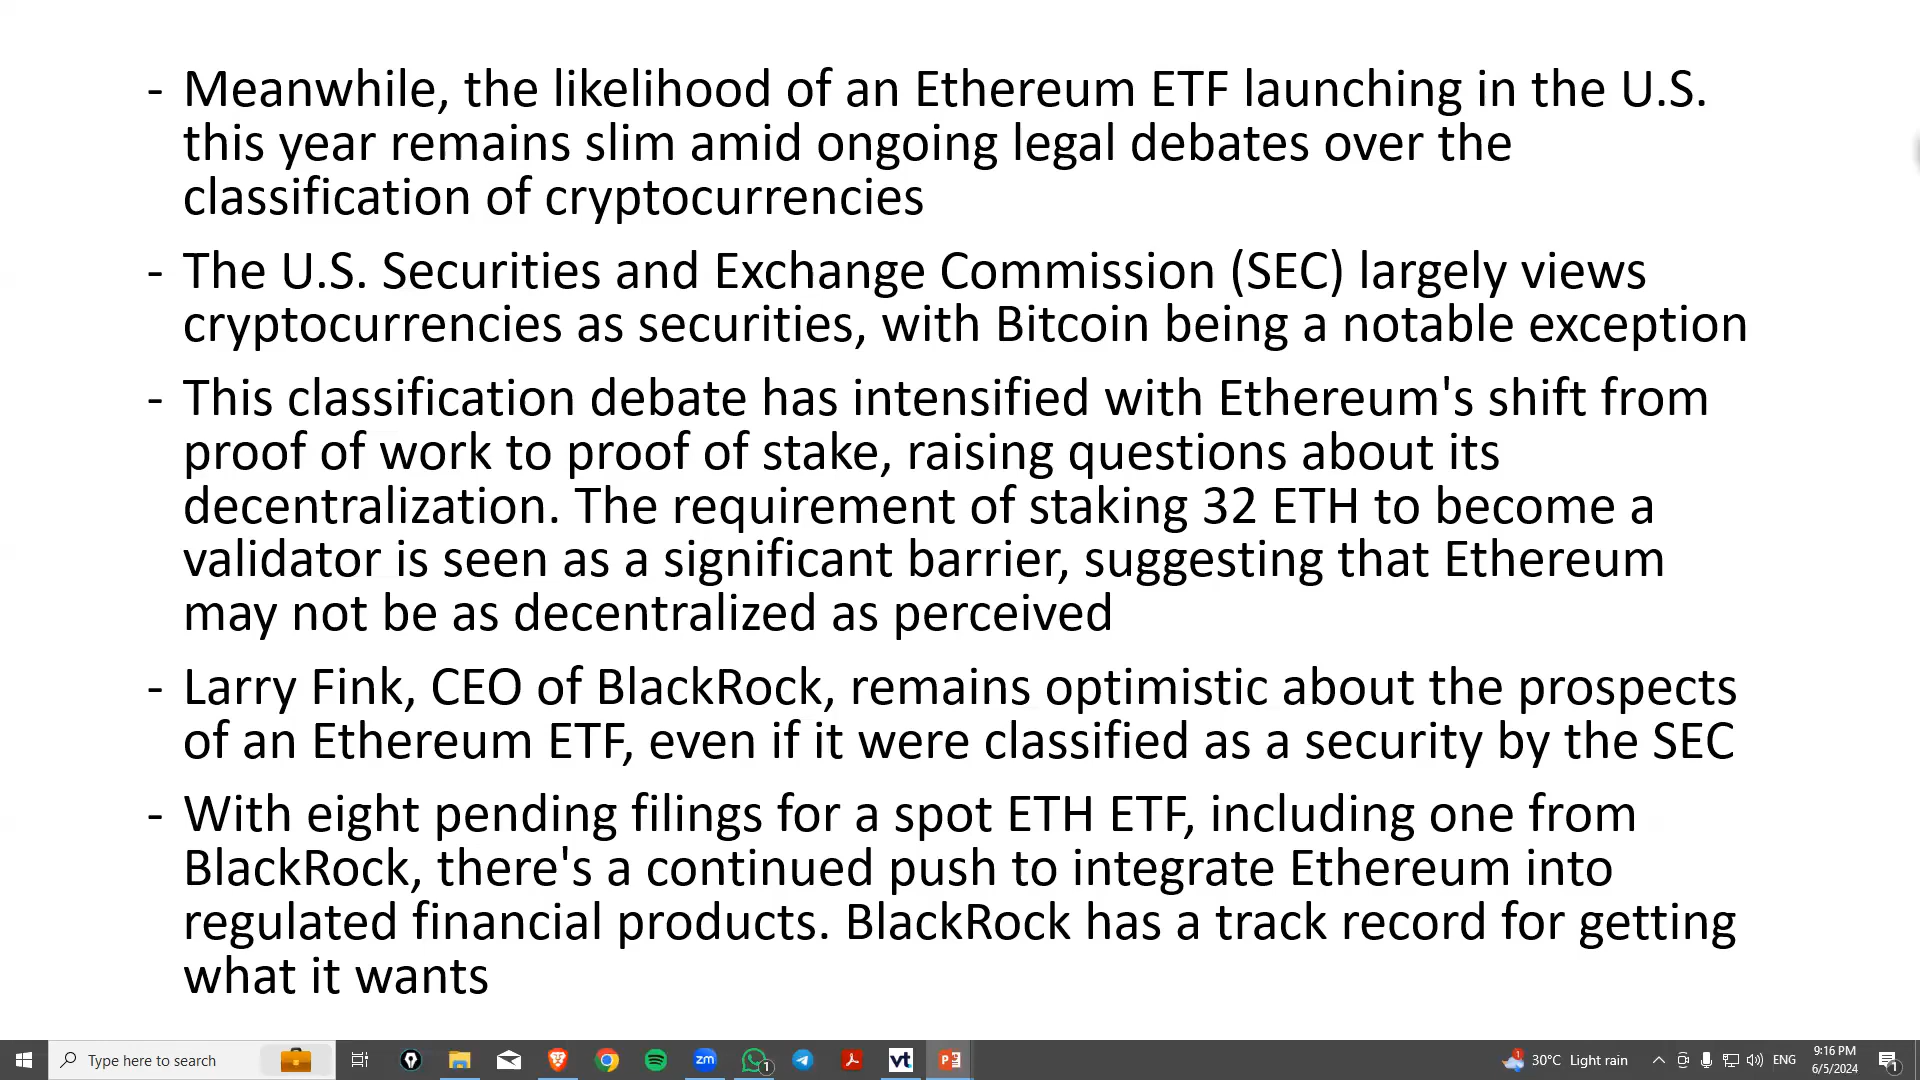 - Meanwhile, the likelihood of an Ethereum ETF launching in the U.S.
this year remains slim amid ongoing legal debates over the
classification of cryptocurrencies
- The U.S. Securities and Exchange Commission (SEC) largely views
cryptocurrencies as securities, with Bitcoin being a notable exception
- This classification debate has intensified with Ethereum's shift from
proof of work to proof of stake, raising questions about its
decentralization. The requirement of staking 32 ETH to become a
validator is seen as a significant barrier, suggesting that Ethereum
may not be as decentralized as perceived
- Larry Fink, CEO of BlackRock, remains optimistic about the prospects
of an Ethereum ETF, even if it were classified as a security by the SEC
- With eight pending filings for a spot ETH ETF, including one from
BlackRock, there's a continued push to integrate Ethereum into
regulated financial products. BlackRock has a track record for getting
what it wants
Type here to search
zm
1
vt
P
1
30°C Light rain
ENG
9:16 PM
6/5/2024
1